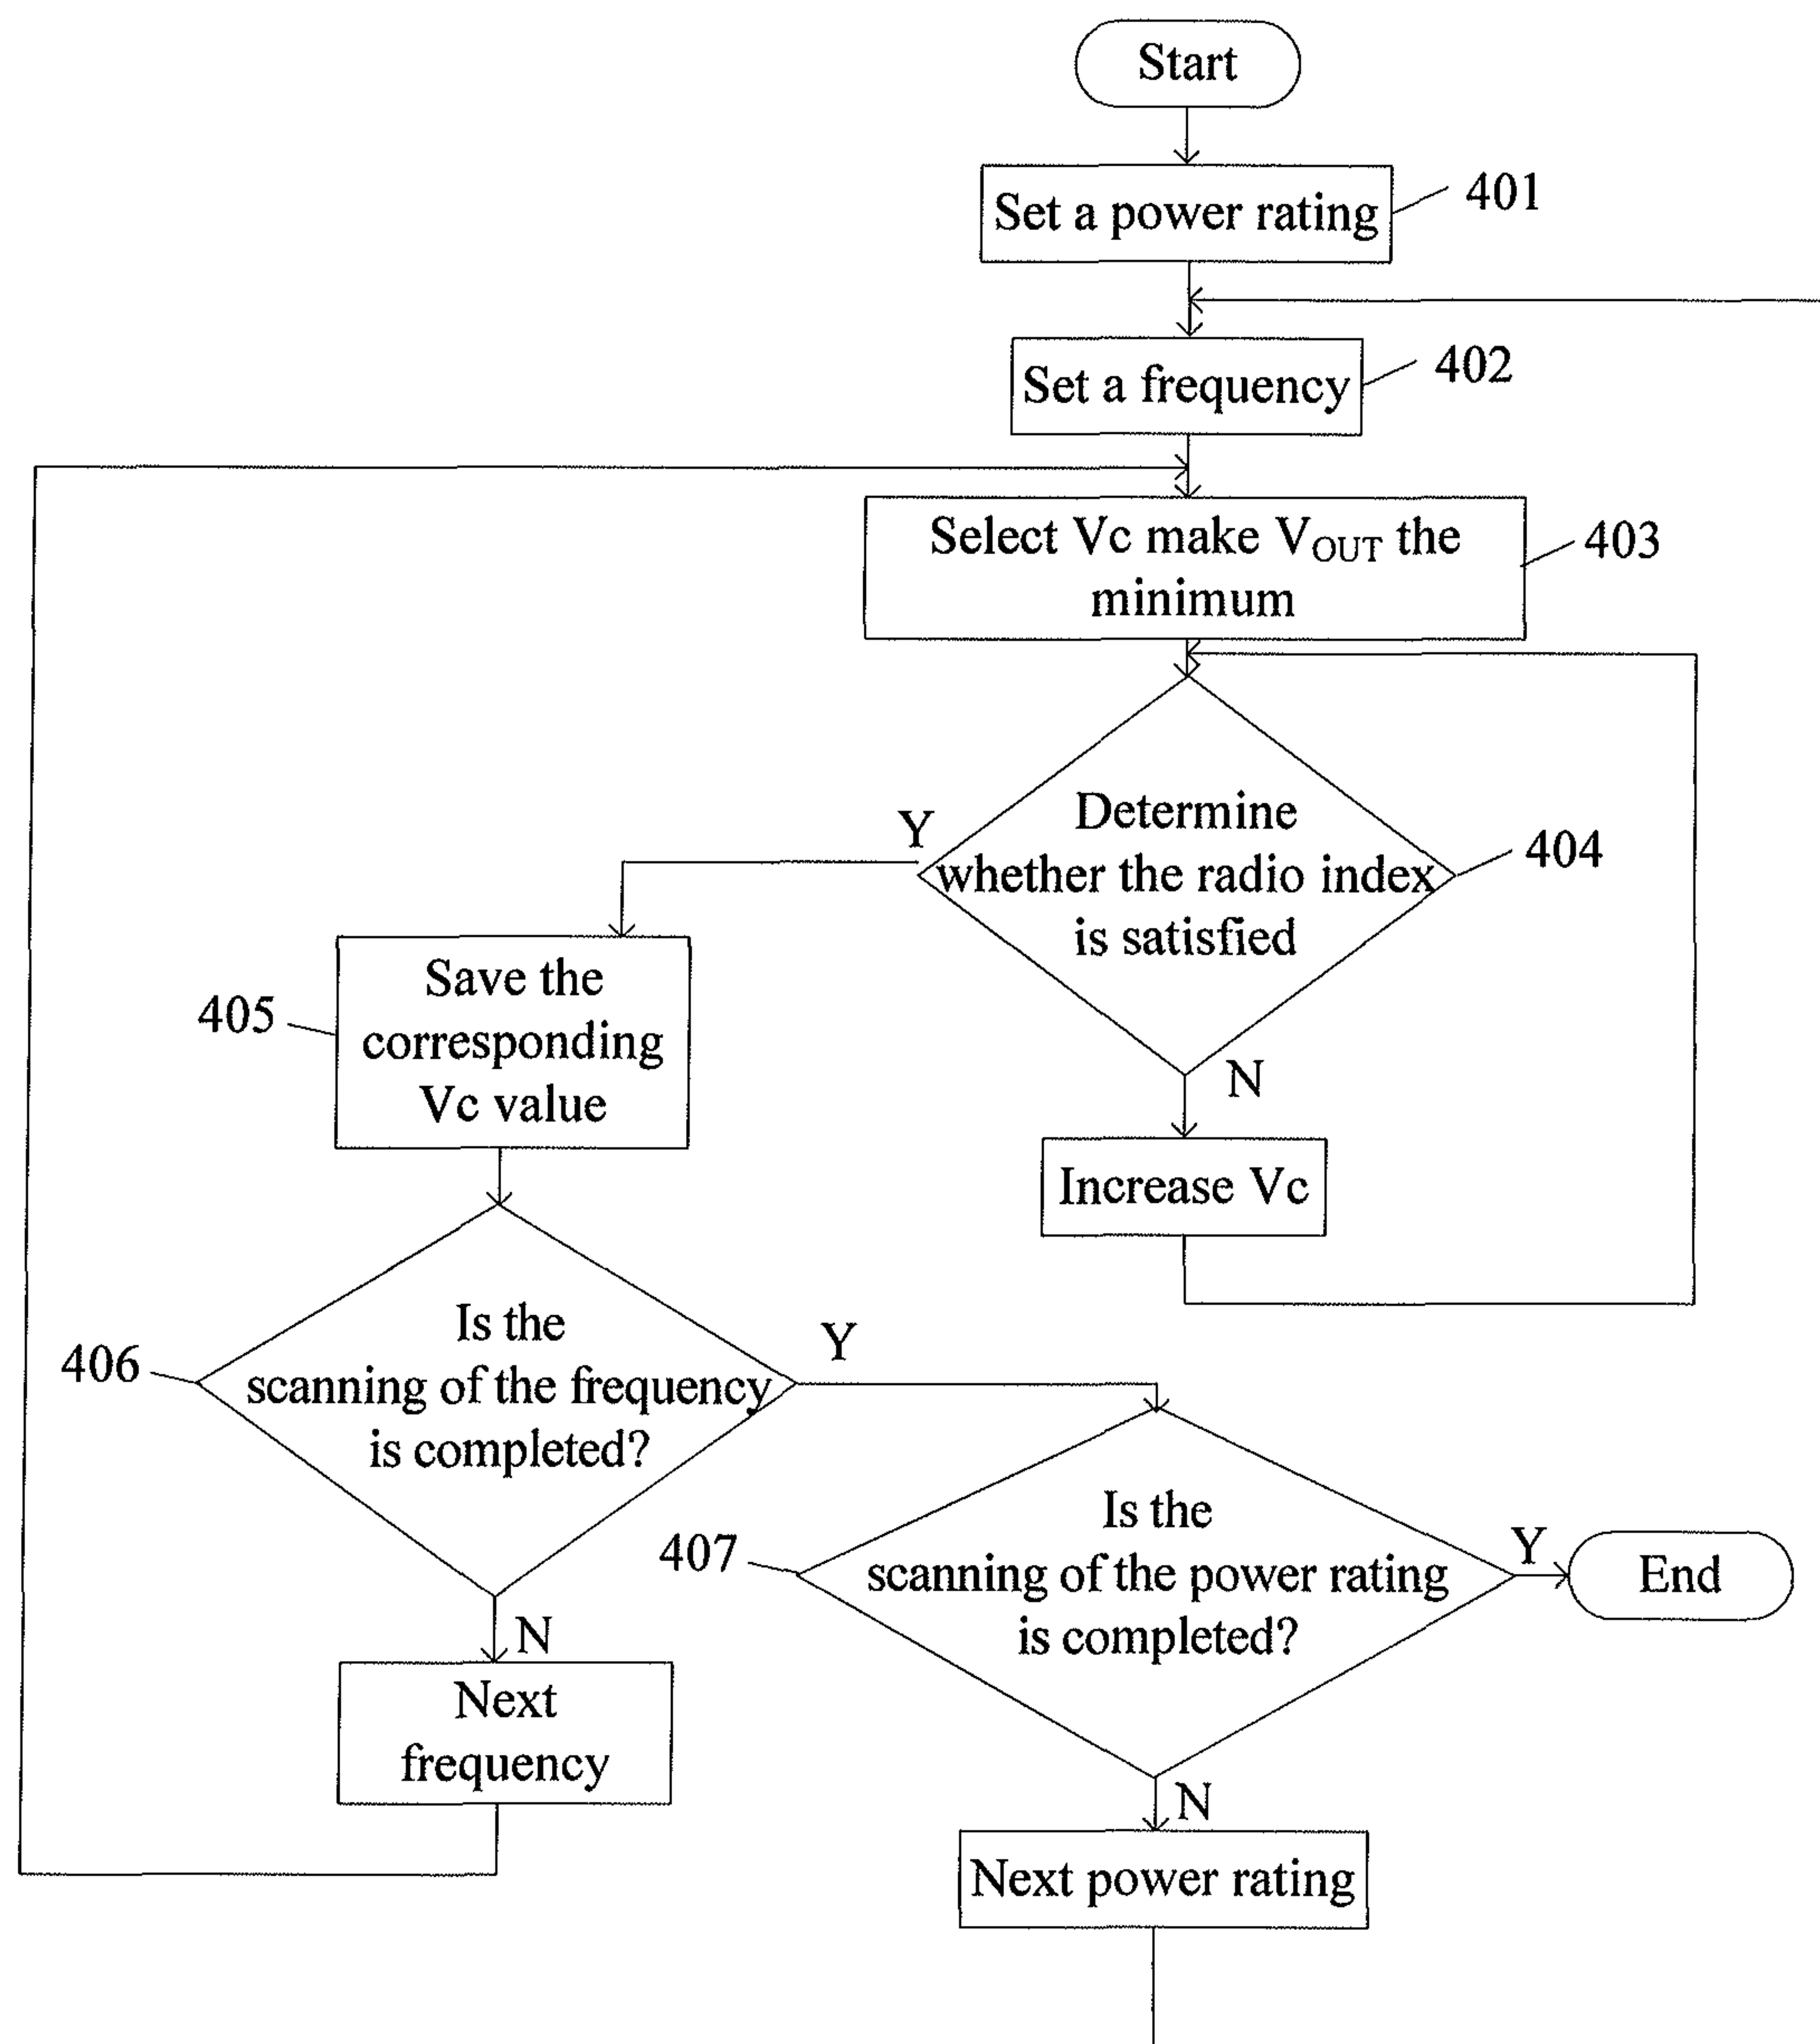 Start
Set a power rating
401
Set a frequency
402
Select Vc make VOUT the
minimum
403
Determine
whether the radio index
is satisfied
404
Y
N
Save the
corresponding
Vc value
405
Increase Vc
Is the
scanning of the frequency
is completed?
406
Y
N
Is the
scanning of the power rating
is completed?
407
Y
End
Next
frequency
N
Next power rating